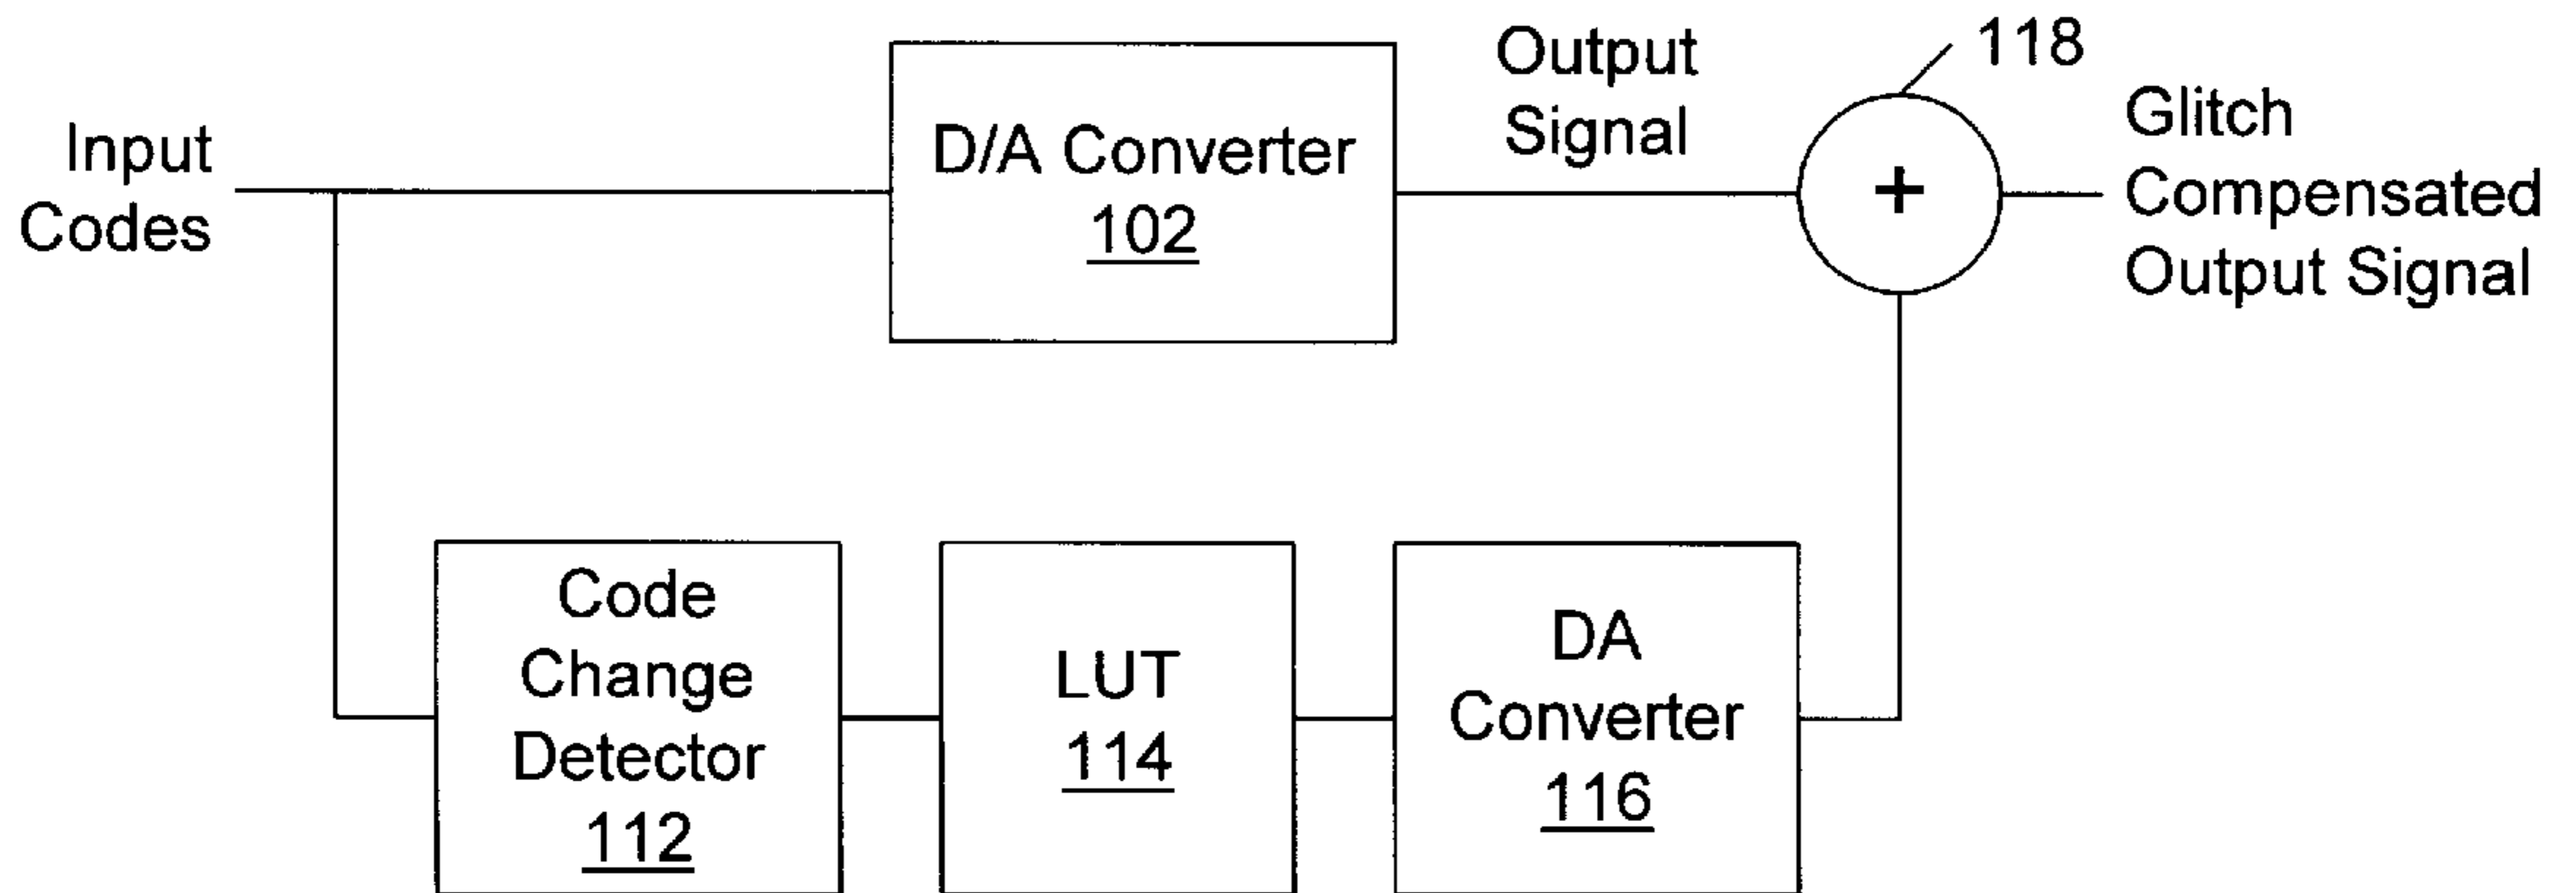 Input
Codes
D/A Converter
102
Output
Signal
118
+
Glitch
Compensated
Output Signal
Code
Change
Detector
112
LUT
114
DA
Converter
116